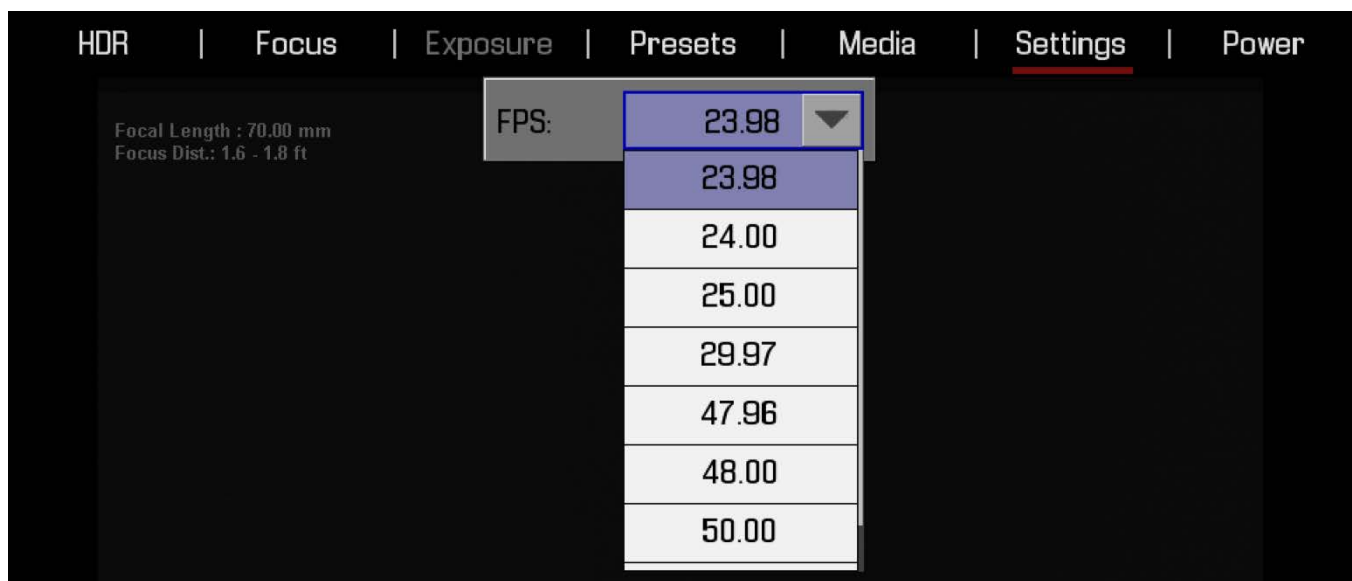 HDR | Focus | Exposure | Presets | Media | Settings | Power
FPS: 23.98
Focal Length : 70.00 mm
Focus Dist.: 1.6 - 1.8 ft
23.98
24.00
25.00
29.97
47.96
48.00
50.00